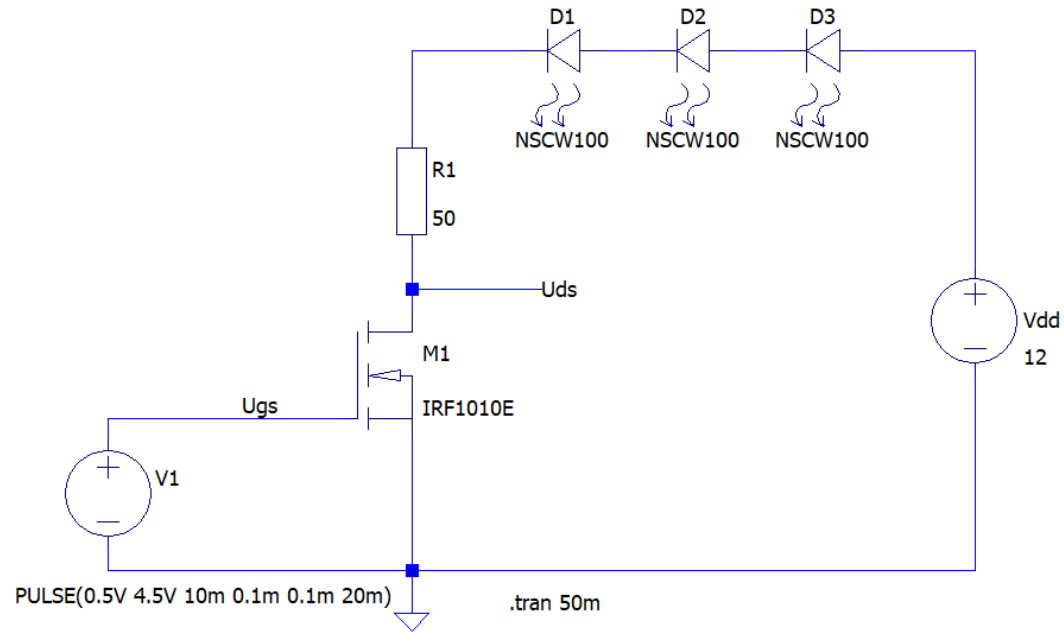 D1
D2
D3
NSCW100
NSCW100
NSCW100
R1
50
Uds
Vdd
12
M1
IRF1010E
Ugs
V1
PULSE(0.5V 4.5V 10m 0.1m 0.1m 20m)
.tran 50m